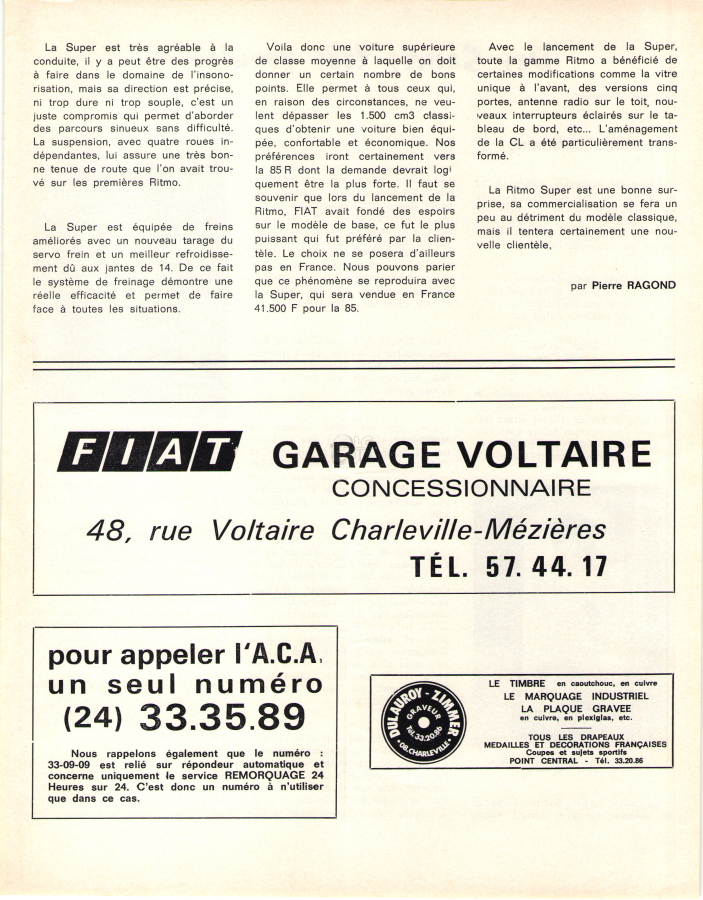 La Super est très agréable à la
conduite, il y a peut être des progrès
à faire dans le domaine de l'insono-
risation, mais sa direction est précise,
ni trop dure ni trop souple, c'est un
juste compromis qui permet d'aborder
des parcours sinueux sans difficulté.
La suspension, avec quatre roues in-
dépendantes, lui assure une très bon-
ne tenue de route que l'on avait trou-
vé sur les premières Ritmo.
La Super est équipée de freins
améliorés avec un nouveau tarage du
servo frein et un meilleur refroidisse-
ment dû aux jantes de 14. De ce fait
le système de freinage démontre une
réelle efficacité et permet de faire
face à toutes les situations.
Voila donc une voiture supérieure
de classe moyenne à laquelle on doit
donner un certain nombre de bons
points. Elle permet à tous ceux qui,
en raison des circonstances, ne veu-
lent dépasser les 1.500 cm3 classi-
ques d'obtenir une voiture bien équi-
pée, confortable et économique. Nos
préférences iront certainement vers
la 85 R dont la demande devrait logi
quement être la plus forte. Il faut se
souvenir que lors du lancement de la
Ritmo, FIAT avait fondé des espoirs
sur le modèle de base, ce fut le plus
puissant qui fut préféré par la clien-
tèle. Le choix ne se posera d'ailleurs
pas en France. Nous pouvons parier
que ce phénomène se reproduira avec
la Super, qui sera vendue en France
41.500 F pour la 85.
Avec le lancement de la Super,
toute la gamme Ritmo a bénéficié de
certaines modifications comme la vitre
unique à l'avant, des versions cinq
portes, antenne radio sur le toit, nou-
veaux interrupteurs éclairés sur le ta-
bleau de bord, etc... L'aménagement
de la CL a été particulièrement trans-
formé.
La Ritmo Super est une bonne sur-
prise, sa commercialisation se fera un
peu au détriment du modèle classique,
mais il tentera certainement une nou-
velle clientèle.
par Pierre RAGOND
FIAT GARAGE VOLTAIRE
CONCESSIONNAIRE
48, rue Voltaire Charleville-Mézières
TÉL. 57.44.17
pour appeler l'A.C.A.
un seul numéro
(24) 33.35.89
Nous rappelons également que le numéro :
33-09-09 est relié sur répondeur automatique et
concerne uniquement le service REMORQUAGE 24
Heures sur 24. C'est donc un numéro à n'utiliser
que dans ce cas.
DULAUROY - ZIMMER
GRAVEUR
Tél. 33.20.86
08. CHARLEVILLE
LE TIMBRE en caoutchouc, en cuivre
LE MARQUAGE INDUSTRIEL
LA PLAQUE GRAVEE
en cuivre, en plexiglas, etc.
TOUS LES DRAPEAUX
MEDAILLES ET DECORATIONS FRANÇAISES
Coupes et sujets sportifs
POINT CENTRAL - Tél. 33.20.86